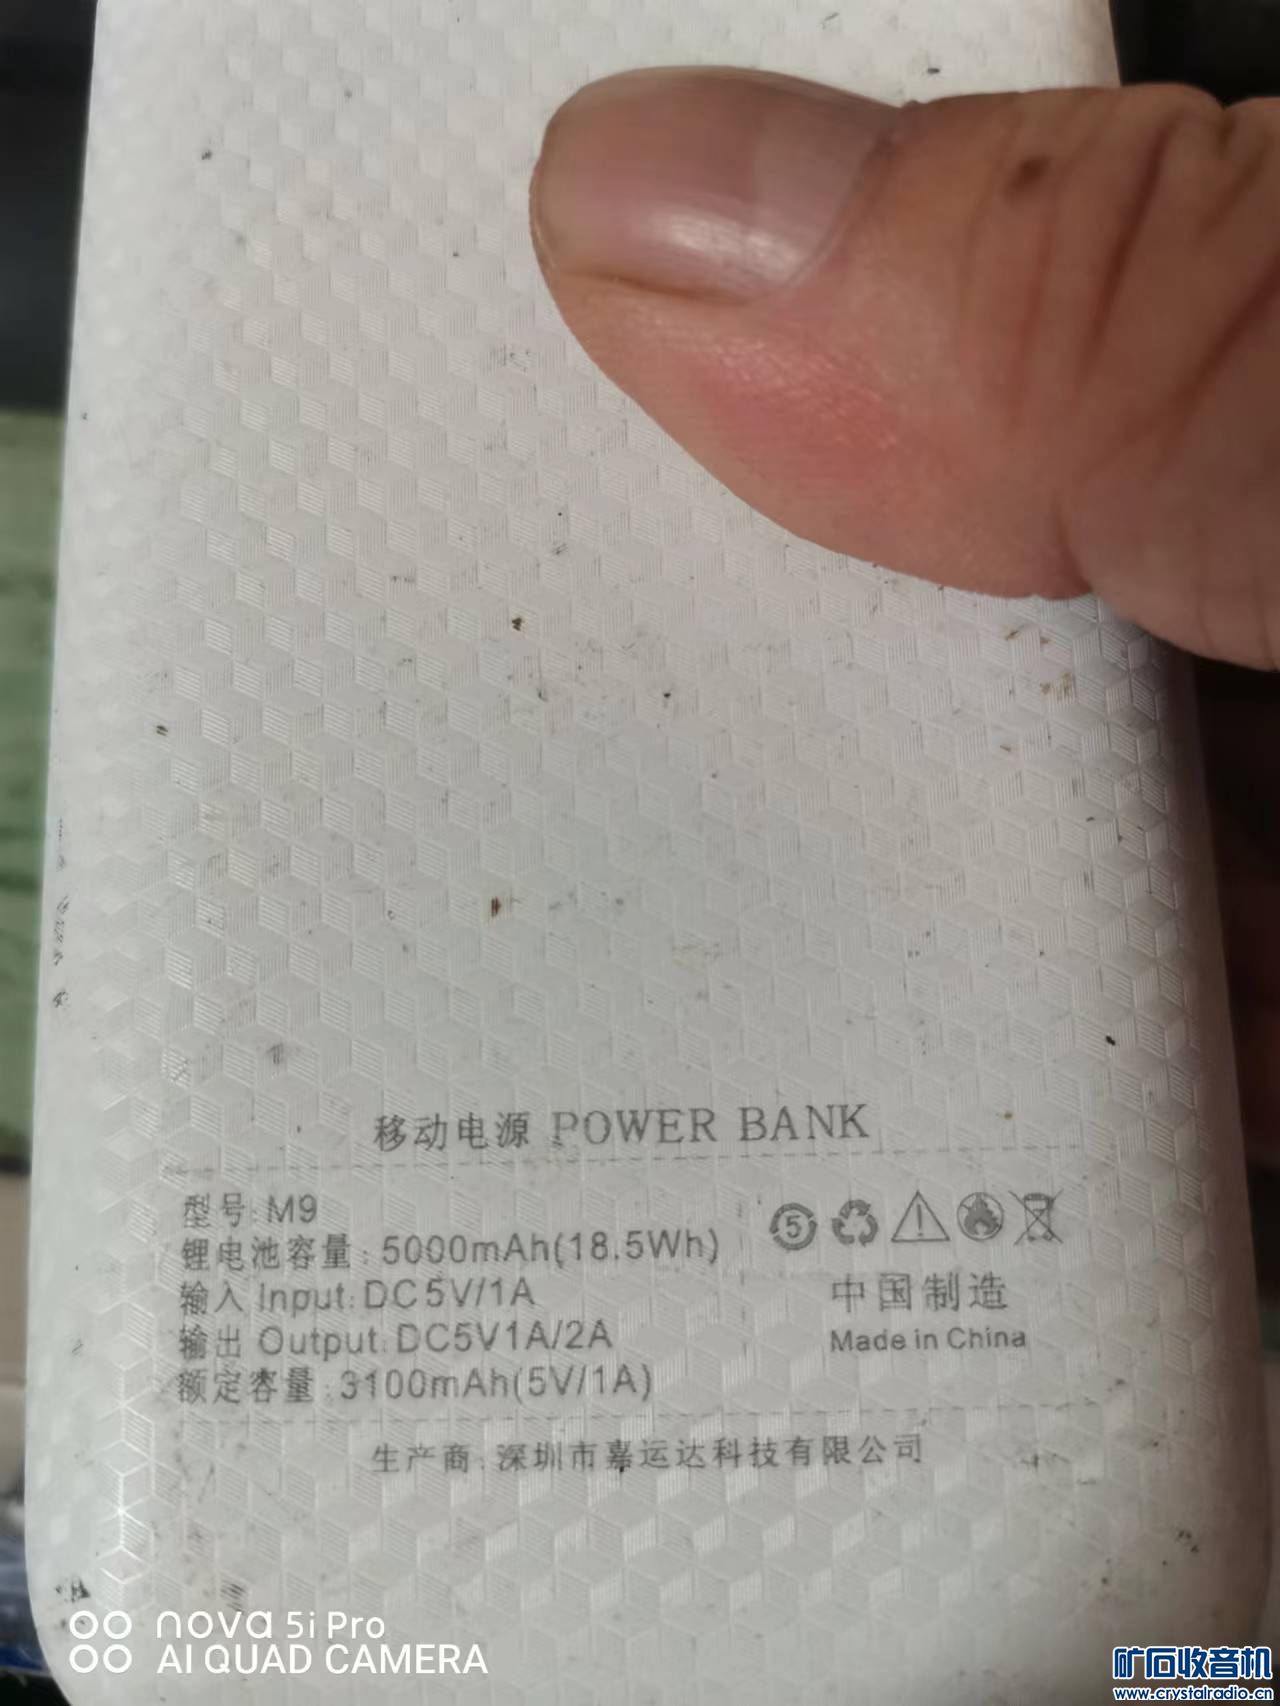 移动电源 POWER BANK
型号:M9
锂电池容量:5000mAh(18.5Wh)
输入 Input:DC5V/1A
输出 Output:DC5V1A/2A
额定容量:3100mAh(5V/1A)
5
中国制造
Made in China
生产商:深圳市嘉运达科技有限公司
nova 5i Pro
AI QUAD CAMERA
矿石收音机
www.crystalradio.cn